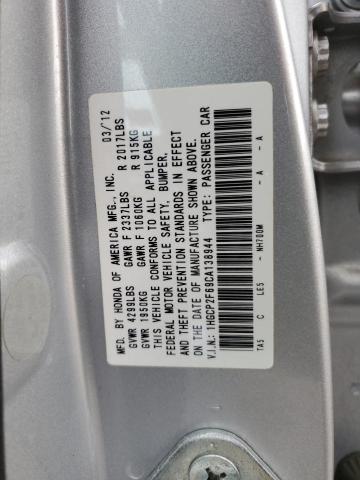 MFD. BY HONDA OF AMERICA MFG., INC. 03/'12
GVWR 4299LBS GAWR F 2337LBS R 2017LBS
GVWR 1950KG GAWR F 1060KG R 915KG
THIS VEHICLE CONFORMS TO ALL APPLICABLE
FEDERAL MOTOR VEHICLE SAFETY, BUMPER,
AND THEFT PREVENTION STANDARDS IN EFFECT
ON THE DATE OF MANUFACTURE SHOWN ABOVE.
V.I.N.: 1HGCP2F69CA138944 TYPE: PASSENGER CAR
TA5 C LE5 - NH700M - A - A - A